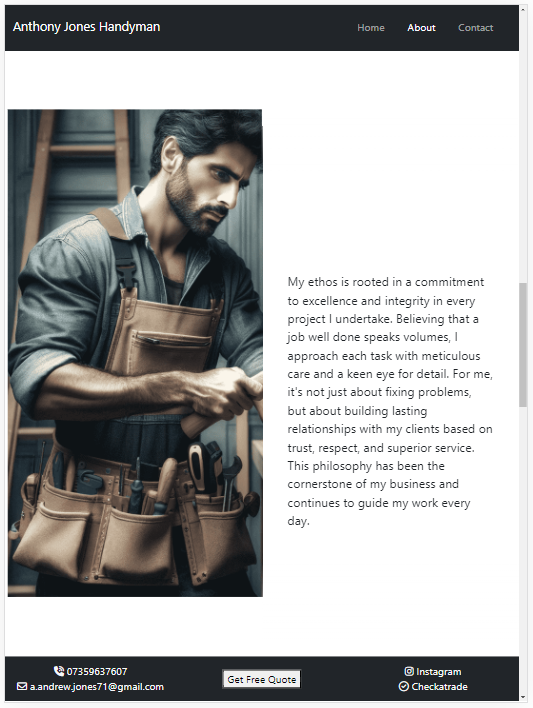 Anthony Jones Handyman
Home About Contact
My ethos is rooted in a commitment
to excellence and integrity in every
project I undertake. Believing that a
job well done speaks volumes, I
approach each task with meticulous
care and a keen eye for detail. For me,
it's not just about fixing problems,
but about building lasting
relationships with my clients based on
trust, respect, and superior service.
This philosophy has been the
cornerstone of my business and
continues to guide my work every
day.
07359637607
a.andrew.jones71@gmail.com
Get Free Quote
Instagram
Checkatrade